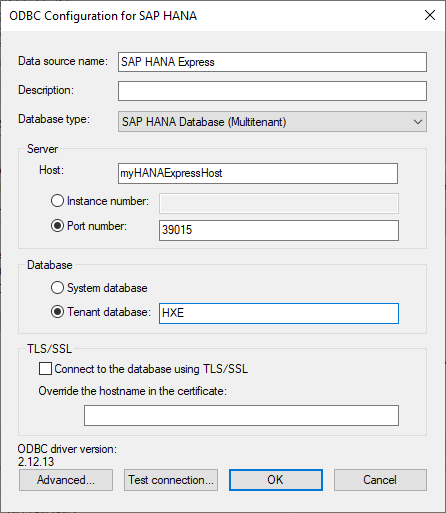 ODBC Configuration for SAP HANA
Data source name: SAP HANA Express
Description:
Database type: SAP HANA Database (Multitenant)
Server
Host: myHANAExpressHost
Instance number:
Port number: 39015
Database
System database
Tenant database: HXE
TLS/SSL
Connect to the database using TLS/SSL
Override the hostname in the certificate:
ODBC driver version:
2.12.13
Advanced... Test connection... OK Cancel